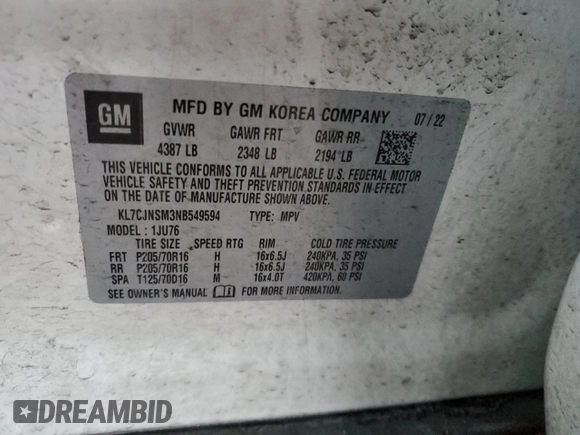 GM
MFD BY GM KOREA COMPANY 07/22
GVWR GAWR FRT GAWR RR
4387 LB 2348 LB 2194 LB
THIS VEHICLE CONFORMS TO ALL APPLICABLE U.S. FEDERAL MOTOR
VEHICLE SAFETY AND THEFT PREVENTION STANDARDS IN EFFECT
ON THE DATE OF MANUFACTURE SHOWN ABOVE.
KL7CJNSM3NB549594 TYPE: MPV
MODEL: 1JU76
TIRE SIZE SPEED RTG RIM COLD TIRE PRESSURE
FRT P205/70R16 H 16x6.5J 240KPA, 35 PSI
RR P205/70R16 H 16x6.5J 240KPA, 35 PSI
SPA T125/70D16 M 16x4.0T 420KPA, 60 PSI
SEE OWNER'S MANUAL FOR MORE INFORMATION.
DREAMBID